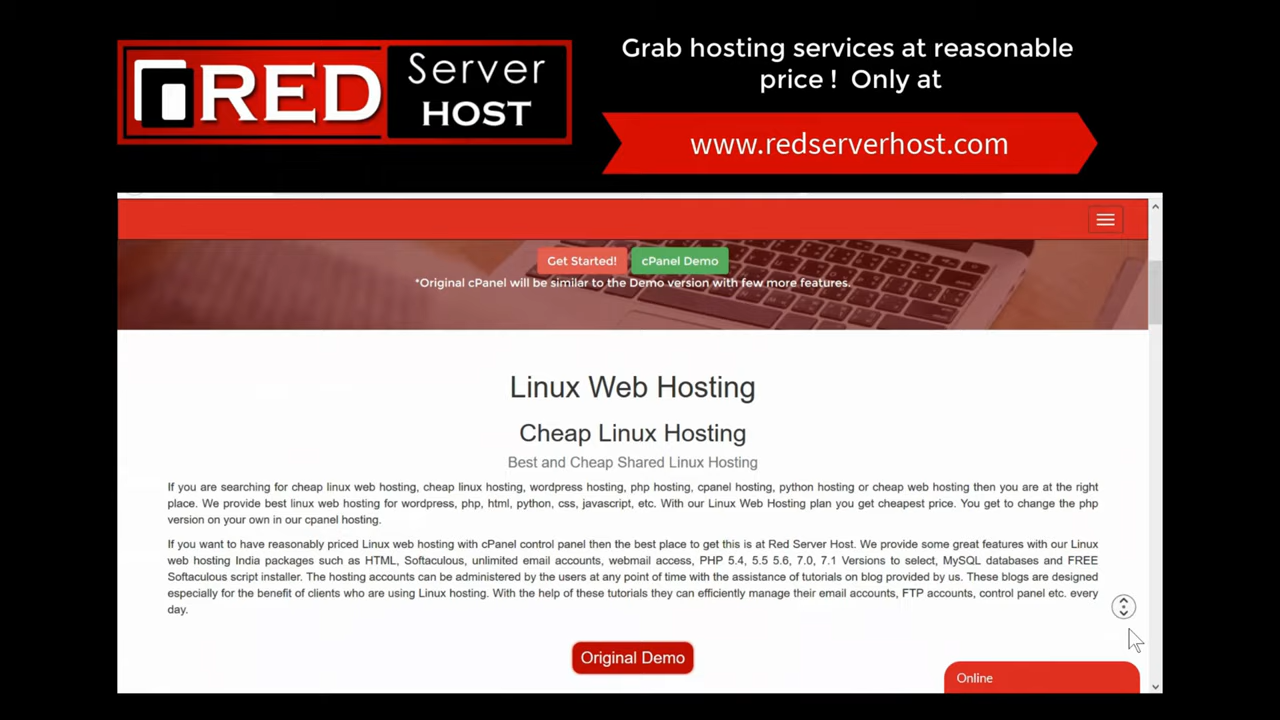 RED
Server
HOST
Grab hosting services at reasonable
price ! Only at
www.redserverhost.com
Get Started!
cPanel Demo
*Original cPanel will be similar to the Demo version with few more features.
Linux Web Hosting
Cheap Linux Hosting
Best and Cheap Shared Linux Hosting
If you are searching for cheap linux web hosting, cheap linux hosting, wordpress hosting, php hosting, cpanel hosting, python hosting or cheap web hosting then you are at the right
place. We provide best linux web hosting for wordpress, php, html, python, css, javascript, etc. With our Linux Web Hosting plan you get cheapest price. You get to change the php
version on your own in our cpanel hosting.
If you want to have reasonably priced Linux web hosting with cPanel control panel then the best place to get this is at Red Server Host. We provide some great features with our Linux
web hosting India packages such as HTML, Softaculous, unlimited email accounts, webmail access, PHP 5.4, 5.5 5.6, 7.0, 7.1 Versions to select, MySQL databases and FREE
Softaculous script installer. The hosting accounts can be administered by the users at any point of time with the assistance of tutorials on blog provided by us. These blogs are designed
especially for the benefit of clients who are using Linux hosting. With the help of these tutorials they can efficiently manage their email accounts, FTP accounts, control panel etc. every
day.
Original Demo
Online